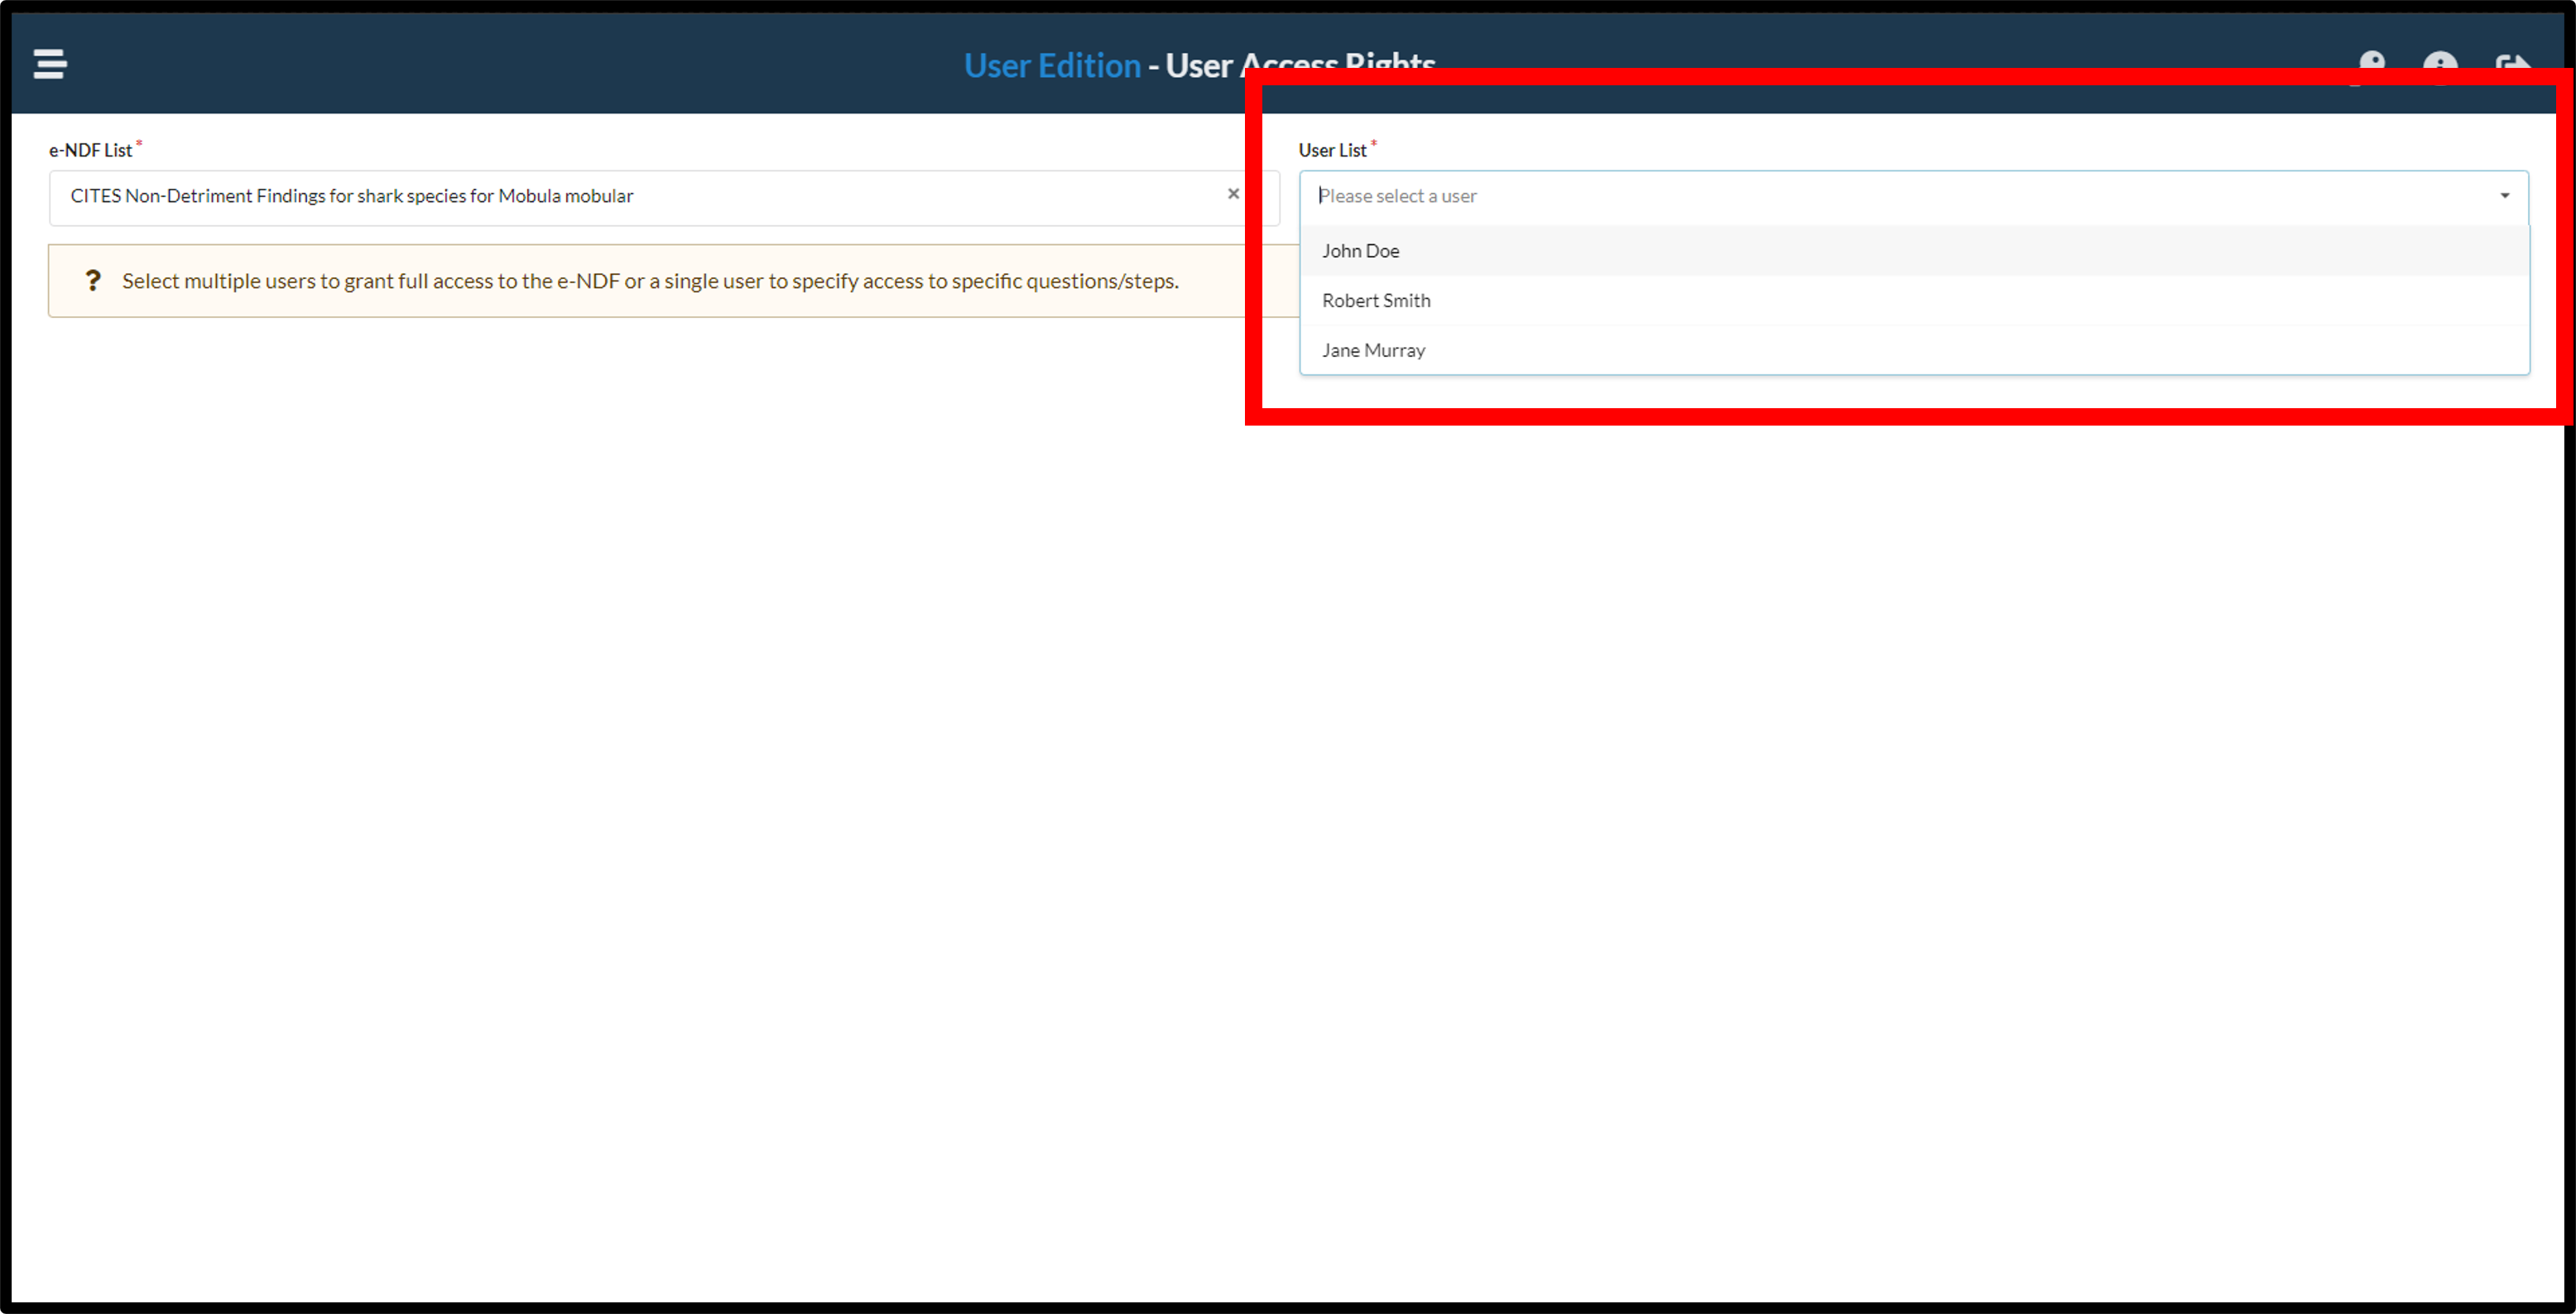 User Edition - User Access Rights
e-NDF List *
CITES Non-Detriment Findings for shark species for Mobula mobular
Select multiple users to grant full access to the e-NDF or a single user to specify access to specific questions/steps.
User List *
Please select a user
John Doe
Robert Smith
Jane Murray